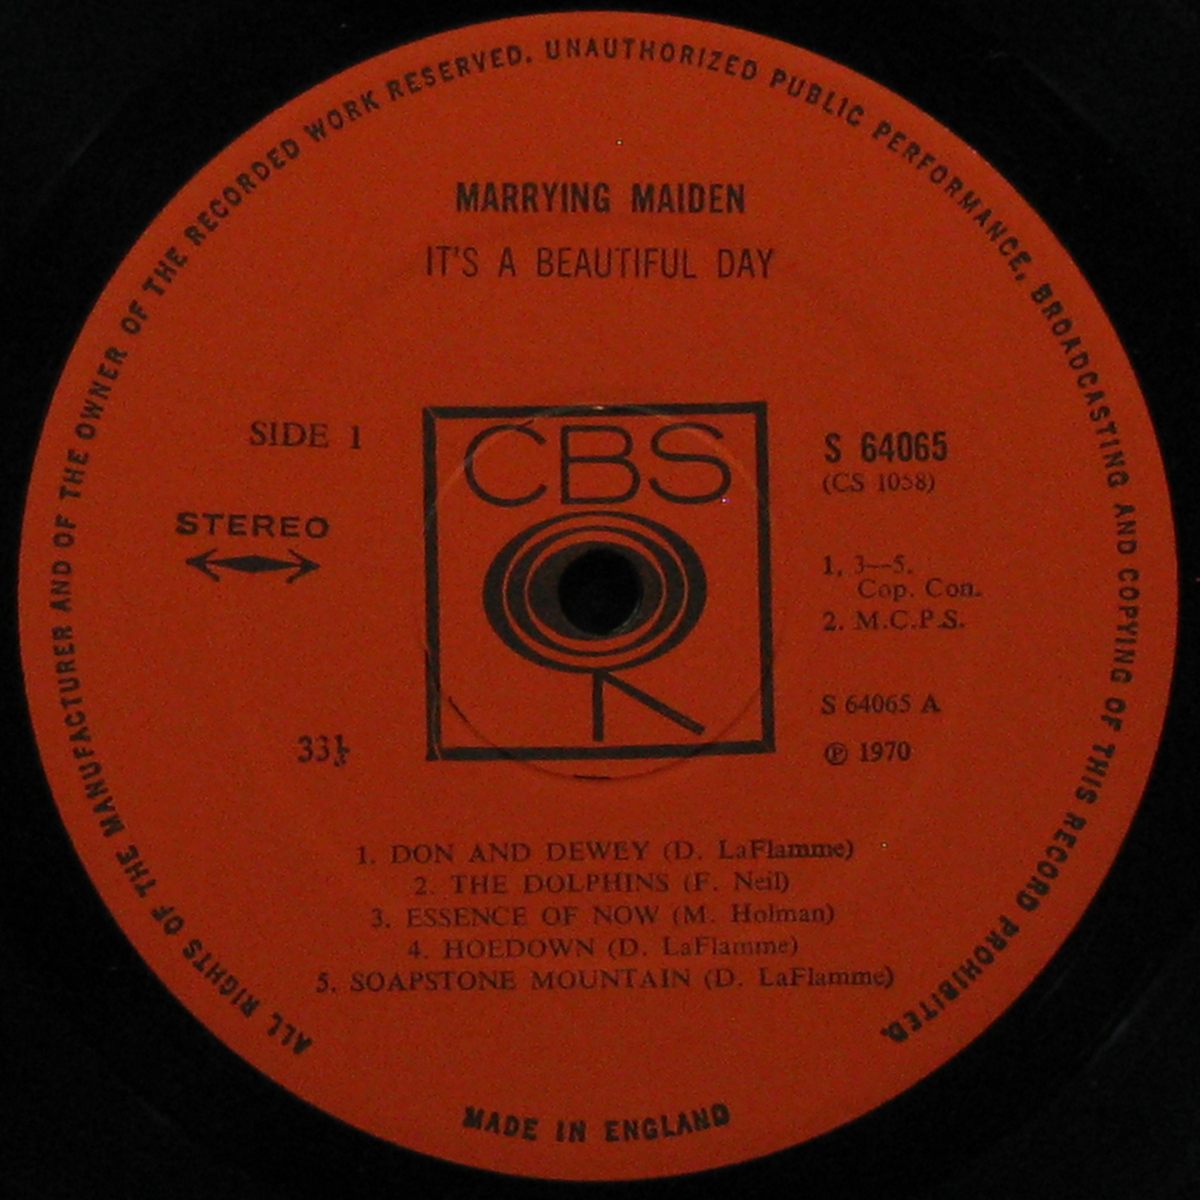 ALL RIGHTS OF THE MANUFACTURER AND OF THE OWNER OF THE RECORDED WORK RESERVED. UNAUTHORIZED PUBLIC PERFORMANCE, BROADCASTING AND COPYING OF THIS RECORD PROHIBITED.
MARRYING MAIDEN
IT'S A BEAUTIFUL DAY
SIDE 1
STEREO
33⅓
CBS
S 64065
(CS 1058)
1, 3—5.
Cop. Con.
2. M.C.P.S.
S 64065 A
℗ 1970
1. DON AND DEWEY (D. LaFlamme)
2. THE DOLPHINS (F. Neil)
3. ESSENCE OF NOW (M. Holman)
4. HOEDOWN (D. LaFlamme)
5. SOAPSTONE MOUNTAIN (D. LaFlamme)
MADE IN ENGLAND